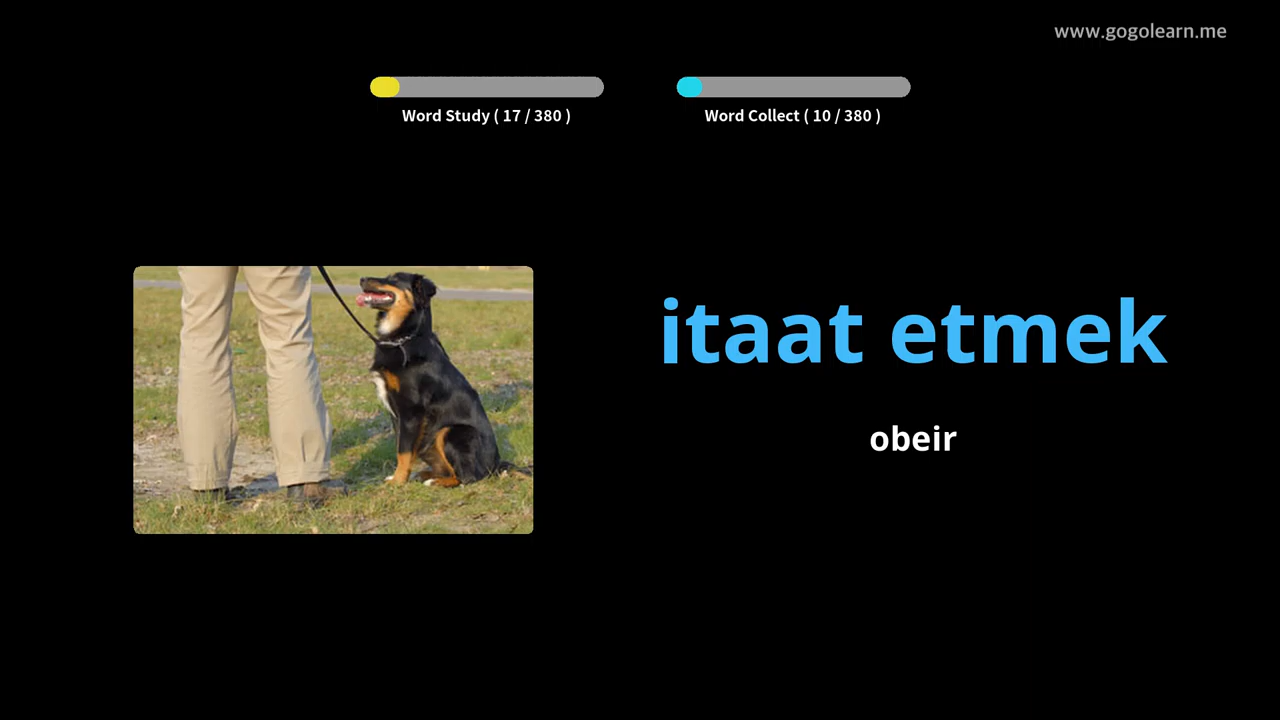 www.gogolearn.me
Word Study ( 17 / 380 )
Word Collect ( 10 / 380 )
itaat etmek
obeir